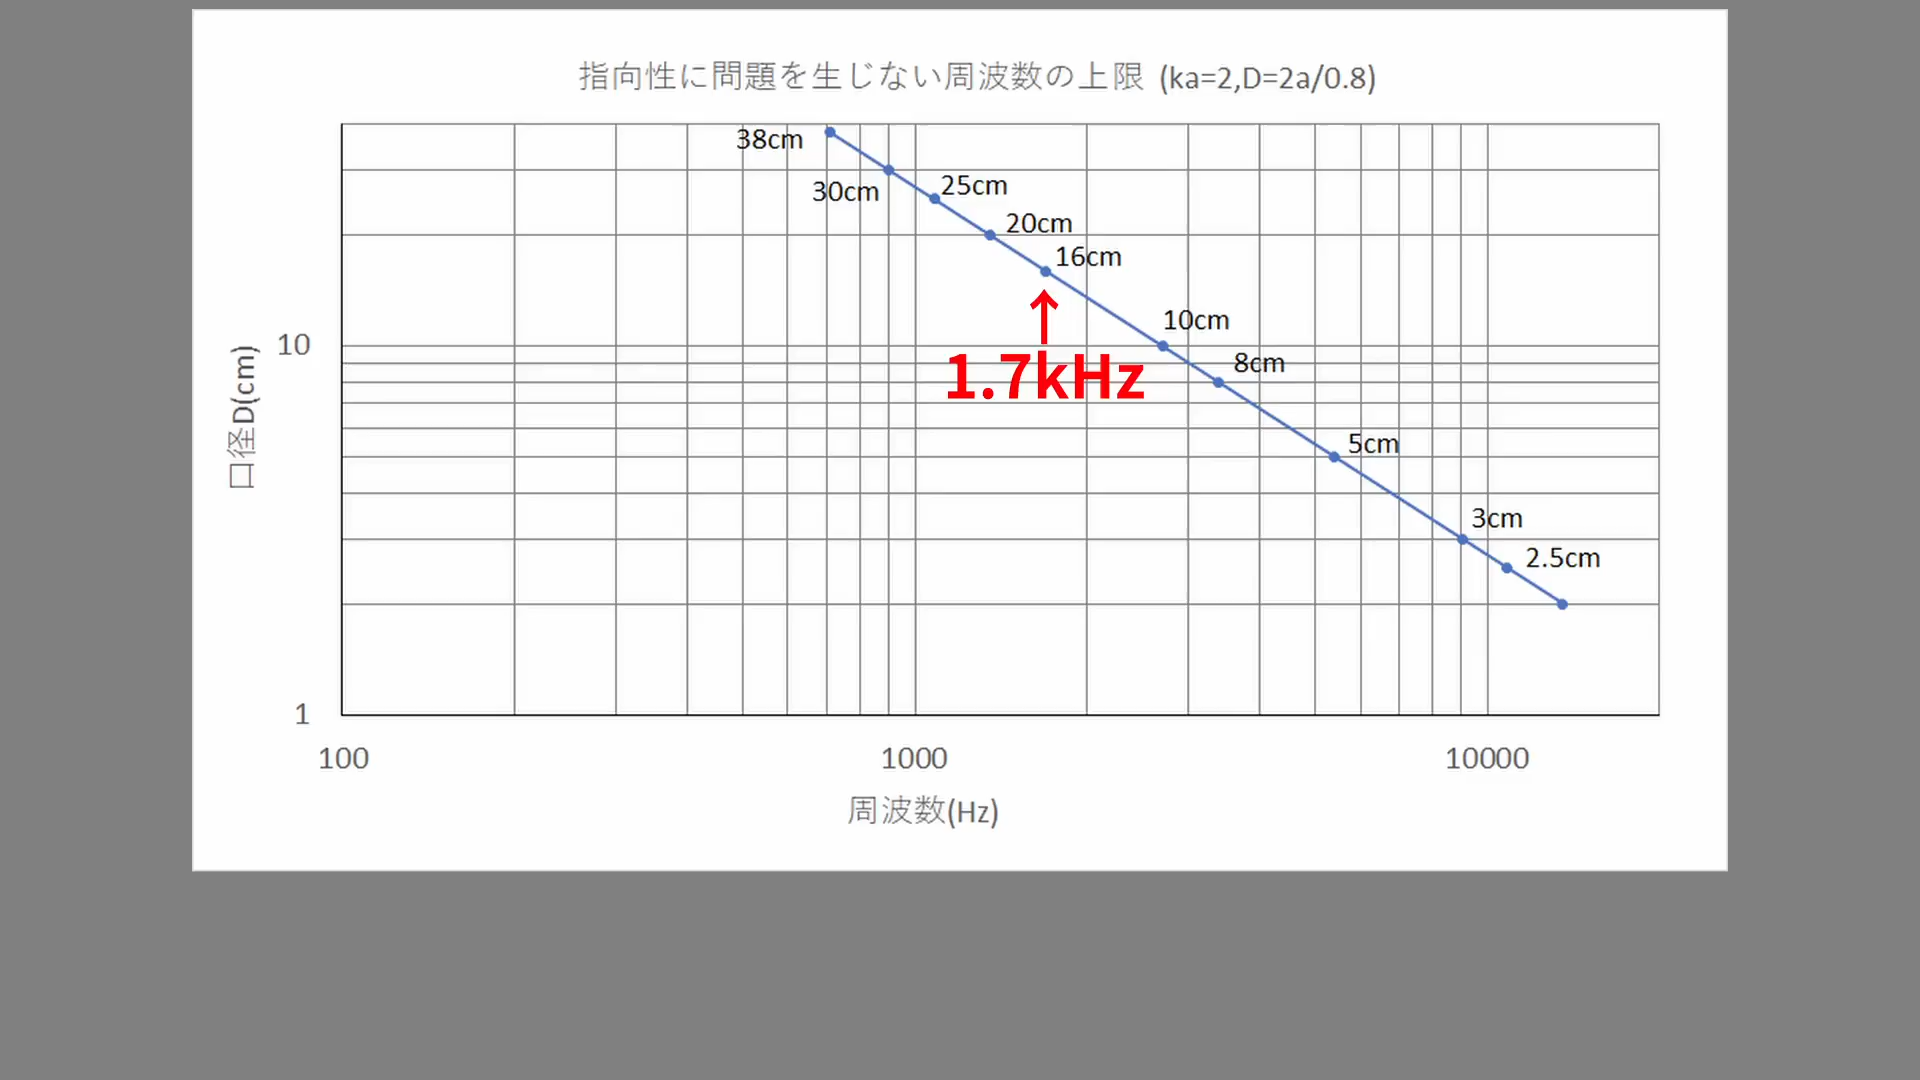 指向性に問題を生じない周波数の上限 (ka=2,D=2a/0.8)
38cm
30cm
25cm
20cm
16cm
1.7kHz
10cm
8cm
5cm
3cm
2.5cm
口径D(cm)
10
1
100
1000
10000
周波数(Hz)